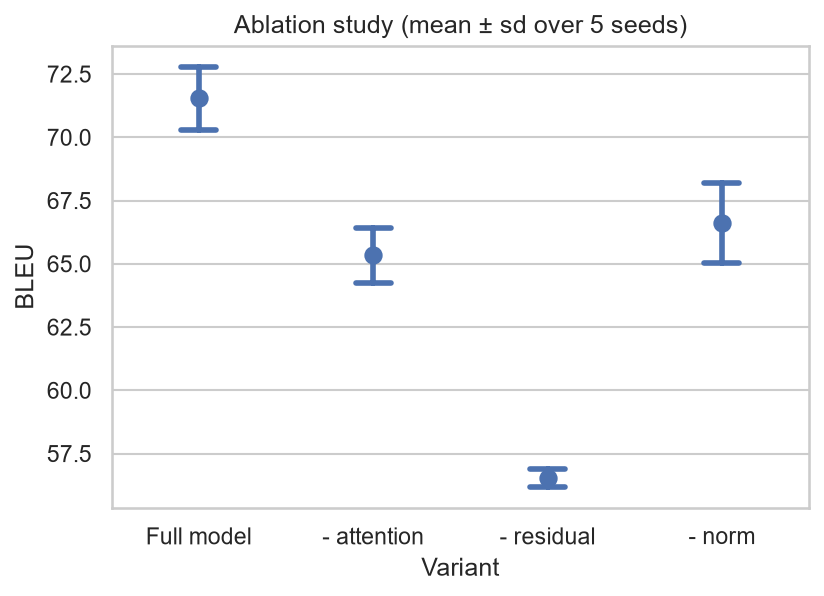 Ablation study (mean ± sd over 5 seeds)
BLEU
72.5
70.0
67.5
65.0
62.5
60.0
57.5
Full model
- attention
- residual
- norm
Variant